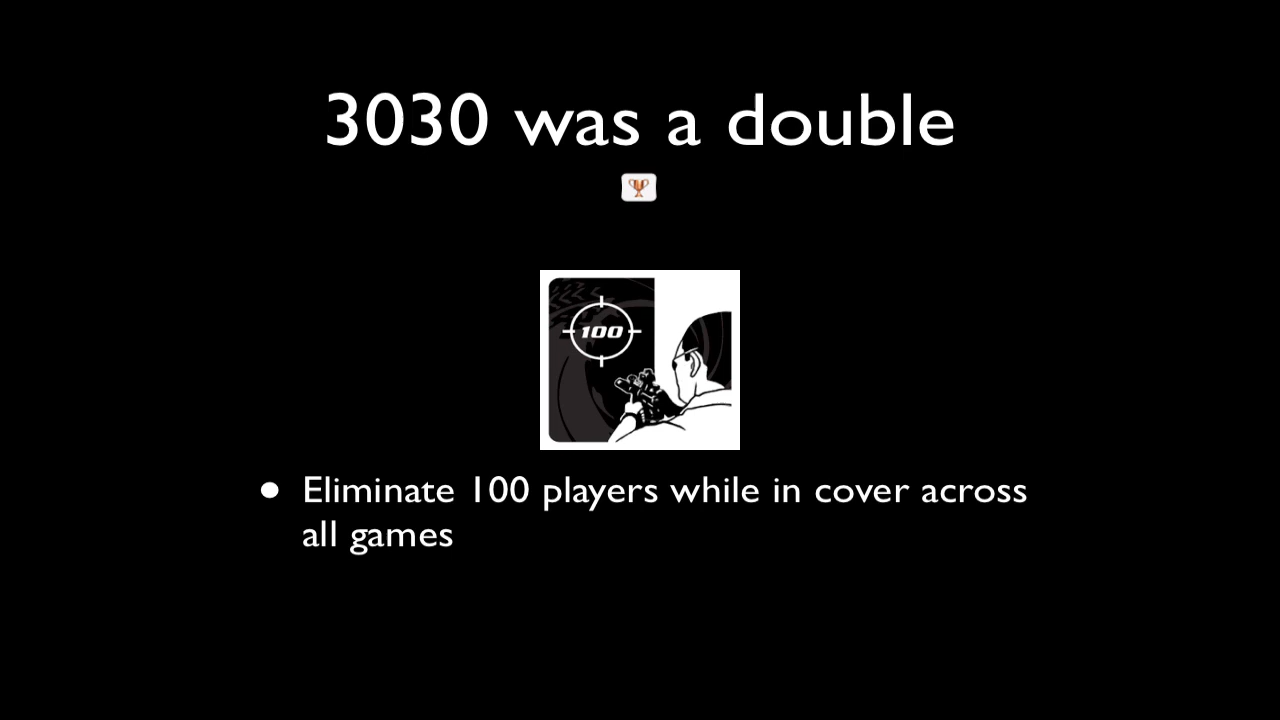 3030 was a double
100
● Eliminate 100 players while in cover across
all games